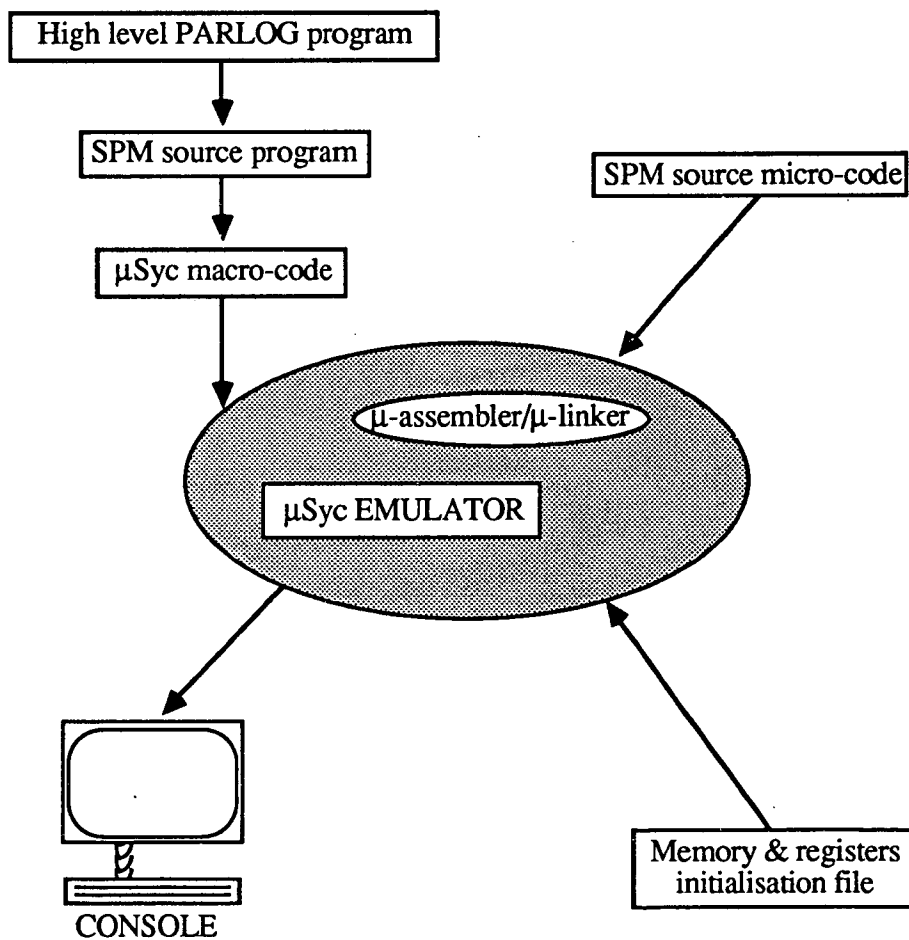 High level PARLOG program
SPM source program
SPM source micro-code
μSyc macro-code
μ-assembler/μ-linker
μSyc EMULATOR
Memory & registers
initialisation file
CONSOLE